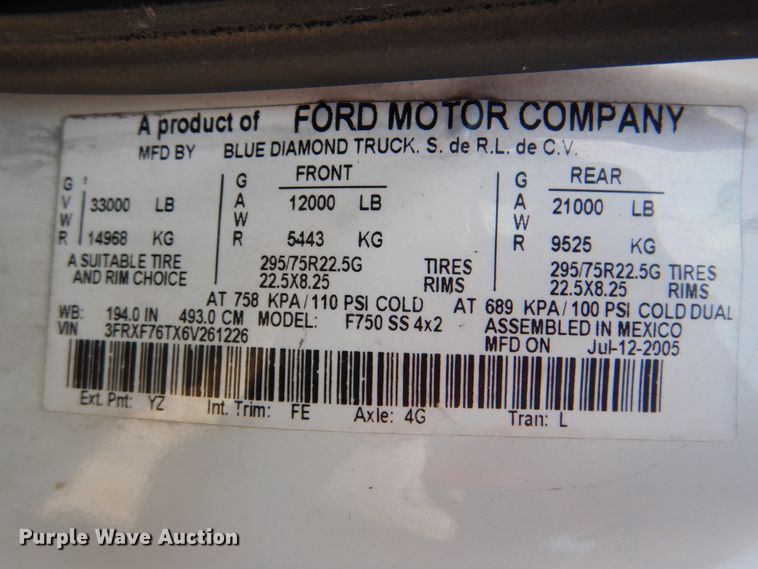 A product of FORD MOTOR COMPANY
MFD BY BLUE DIAMOND TRUCK. S. de R.L. de C.V.
GVWR 33000 LB 14968 KG
GAWR FRONT 12000 LB 5443 KG
GAWR REAR 21000 LB 9525 KG
A SUITABLE TIRE 295/75R22.5G TIRES 295/75R22.5G TIRES
AND RIM CHOICE 22.5X8.25 RIMS 22.5X8.25 RIMS
AT 758 KPA/110 PSI COLD AT 689 KPA/100 PSI COLD DUAL
WB: 194.0 IN 493.0 CM MODEL: F750 SS 4x2 ASSEMBLED IN MEXICO
VIN 3FRXF76TX6V261226 MFD ON Jul-12-2005
Ext. Pnt: YZ Int. Trim: FE Axle: 4G Tran: L
Purple Wave Auction